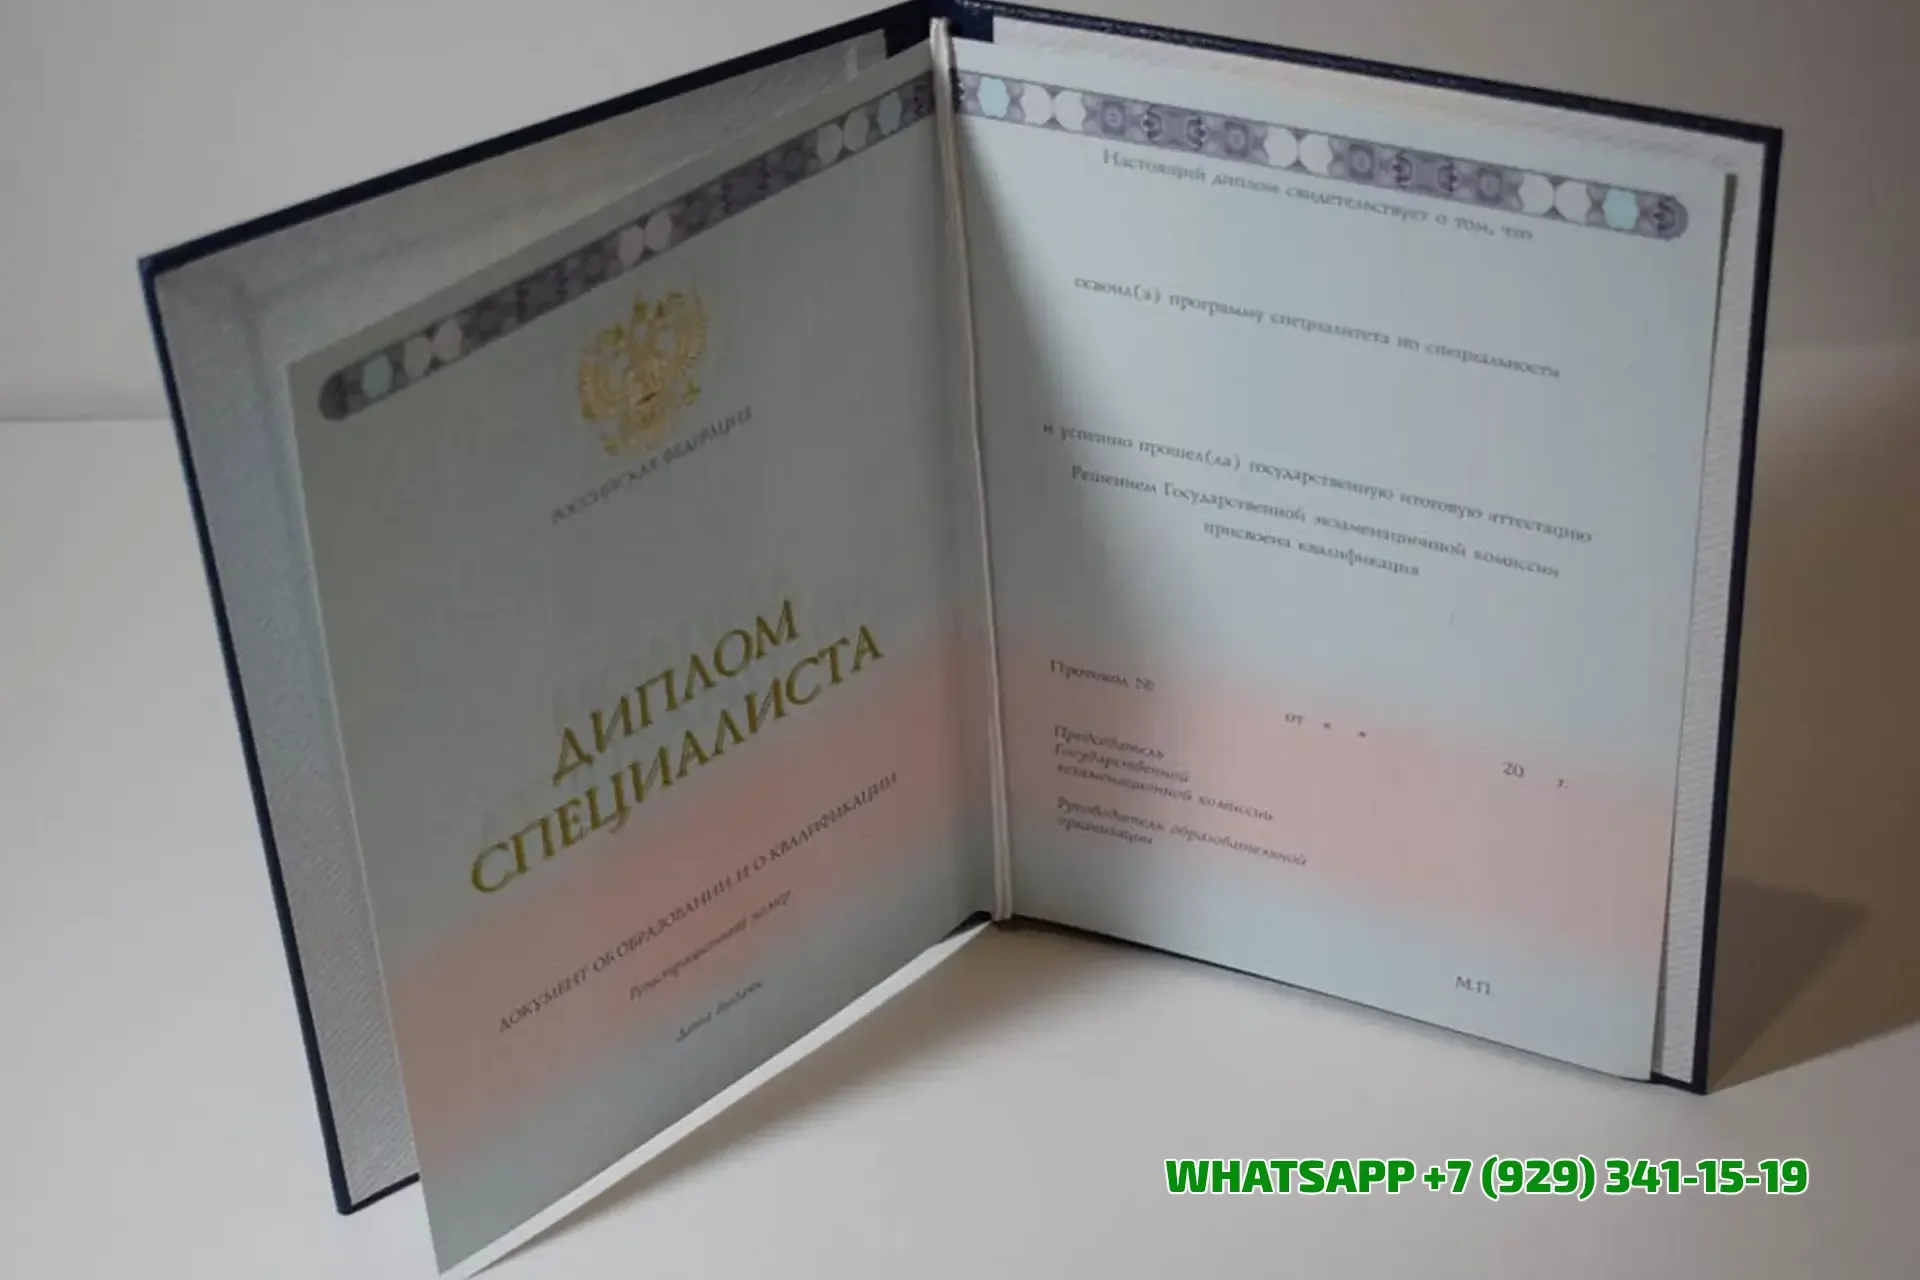 РОССИЙСКАЯ ФЕДЕРАЦИЯ
ДИПЛОМ
СПЕЦИАЛИСТА
ДОКУМЕНТ ОБ ОБРАЗОВАНИИ И О КВАЛИФИКАЦИИ
Регистрационный номер
Дата выдачи
Настоящий диплом свидетельствует о том, что
освоил(а) программу специалитета по специальности
и успешно прошел(ла) государственную итоговую аттестацию
Решением Государственной экзаменационной комиссии
присвоена квалификация
Протокол №
от « »
20 г.
Председатель
Государственной
экзаменационной комиссии
Руководитель образовательной
организации
М.П.
WHATSAPP +7 (929) 341-15-19